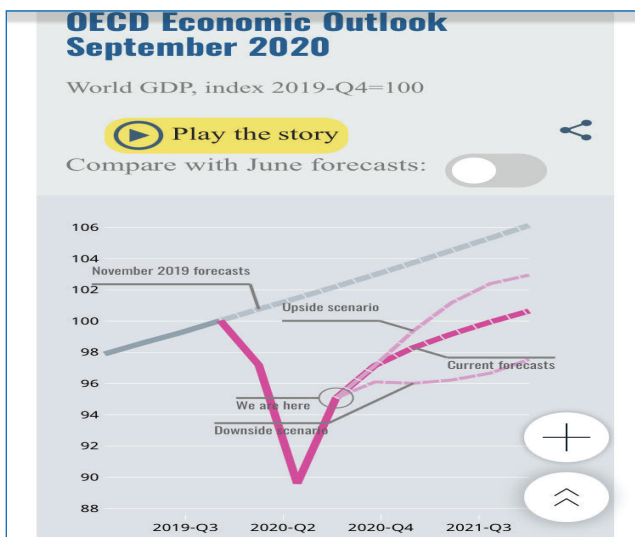 OECD Economic Outlook
September 2020
World GDP, index 2019-Q4=100
Play the story
Compare with June forecasts:
106
104
November 2019 forecasts
102
Upside scenario
100
98
Current forecasts
96
We are here
94
Downside scenario
92
90
88
2019-Q3 2020-Q2 2020-Q4 2021-Q3